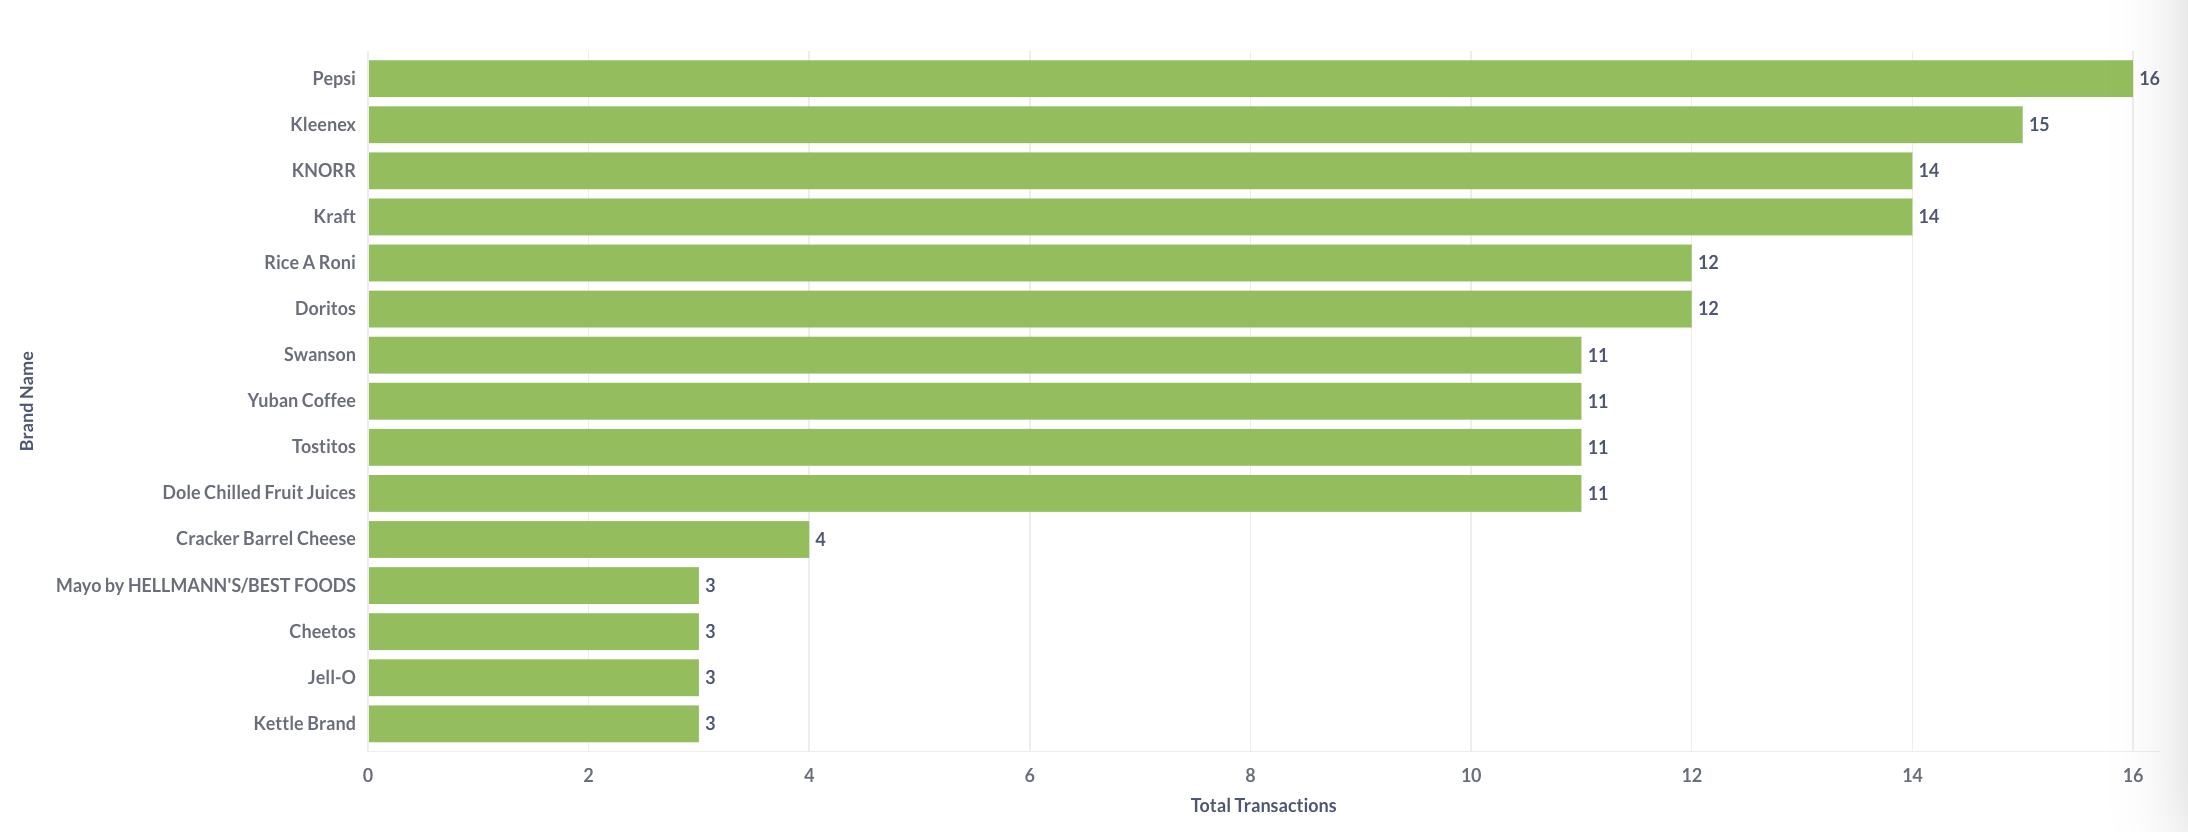 Brand Name
Pepsi 16
Kleenex 15
KNORR 14
Kraft 14
Rice A Roni 12
Doritos 12
Swanson 11
Yuban Coffee 11
Tostitos 11
Dole Chilled Fruit Juices 11
Cracker Barrel Cheese 4
Mayo by HELLMANN'S/BEST FOODS 3
Cheetos 3
Jell-O 3
Kettle Brand 3
0 2 4 6 8 10 12 14 16
Total Transactions